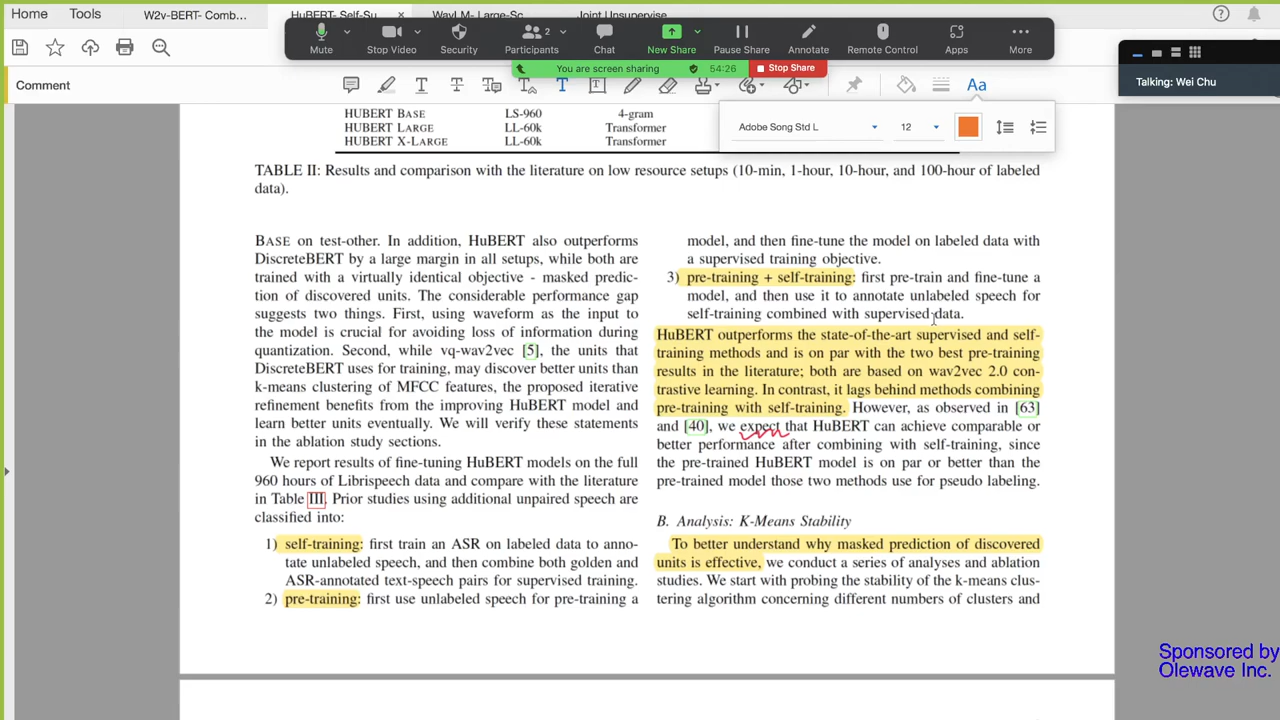 Home
Tools
W2v-BERT- Comb...
HuBERT- Self-Su
WavLM- Large-Sc
Joint Unsupervise
Mute
Stop Video
Security
Participants
2
Chat
New Share
Pause Share
Annotate
Remote Control
Apps
More
You are screen sharing
54:26
Stop Share
Talking: Wei Chu
Comment
Aa
Adobe Song Std L
12
HUBERT BASE LS-960 4-gram
HUBERT LARGE LL-60k Transformer
HUBERT X-LARGE LL-60k Transformer
TABLE II: Results and comparison with the literature on low resource setups (10-min, 1-hour, 10-hour, and 100-hour of labeled
data).
BASE on test-other. In addition, HuBERT also outperforms
DiscreteBERT by a large margin in all setups, while both are
trained with a virtually identical objective - masked predic-
tion of discovered units. The considerable performance gap
suggests two things. First, using waveform as the input to
the model is crucial for avoiding loss of information during
quantization. Second, while vq-wav2vec [5], the units that
DiscreteBERT uses for training, may discover better units than
k-means clustering of MFCC features, the proposed iterative
refinement benefits from the improving HuBERT model and
learn better units eventually. We will verify these statements
in the ablation study sections.
We report results of fine-tuning HuBERT models on the full
960 hours of Librispeech data and compare with the literature
in Table III. Prior studies using additional unpaired speech are
classified into:
1) self-training: first train an ASR on labeled data to anno-
tate unlabeled speech, and then combine both golden and
ASR-annotated text-speech pairs for supervised training.
2) pre-training: first use unlabeled speech for pre-training a
model, and then fine-tune the model on labeled data with
a supervised training objective.
3) pre-training + self-training: first pre-train and fine-tune a
model, and then use it to annotate unlabeled speech for
self-training combined with supervised data.
HuBERT outperforms the state-of-the-art supervised and self-
training methods and is on par with the two best pre-training
results in the literature; both are based on wav2vec 2.0 con-
trastive learning. In contrast, it lags behind methods combining
pre-training with self-training. However, as observed in [63]
and [40], we expect that HuBERT can achieve comparable or
better performance after combining with self-training, since
the pre-trained HuBERT model is on par or better than the
pre-trained model those two methods use for pseudo labeling.
B. Analysis: K-Means Stability
To better understand why masked prediction of discovered
units is effective, we conduct a series of analyses and ablation
studies. We start with probing the stability of the k-means clus-
tering algorithm concerning different numbers of clusters and
Sponsored by
Olewave Inc.